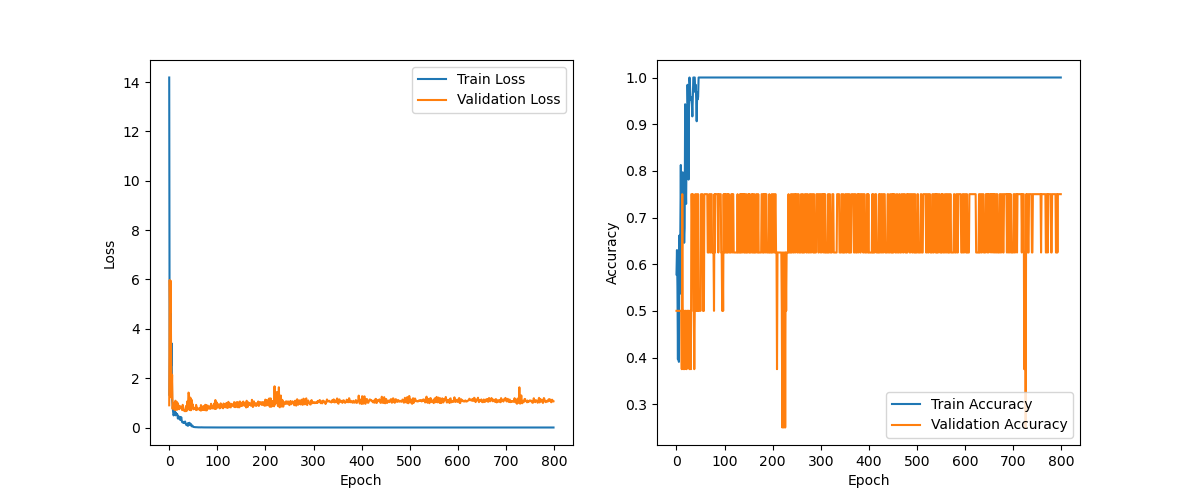 Train Loss
Validation Loss
14
12
10
8
6
4
2
0
Loss
0 100 200 300 400 500 600 700 800
Epoch
1.0
0.9
0.8
0.7
0.6
0.5
0.4
0.3
Accuracy
Train Accuracy
Validation Accuracy
0 100 200 300 400 500 600 700 800
Epoch